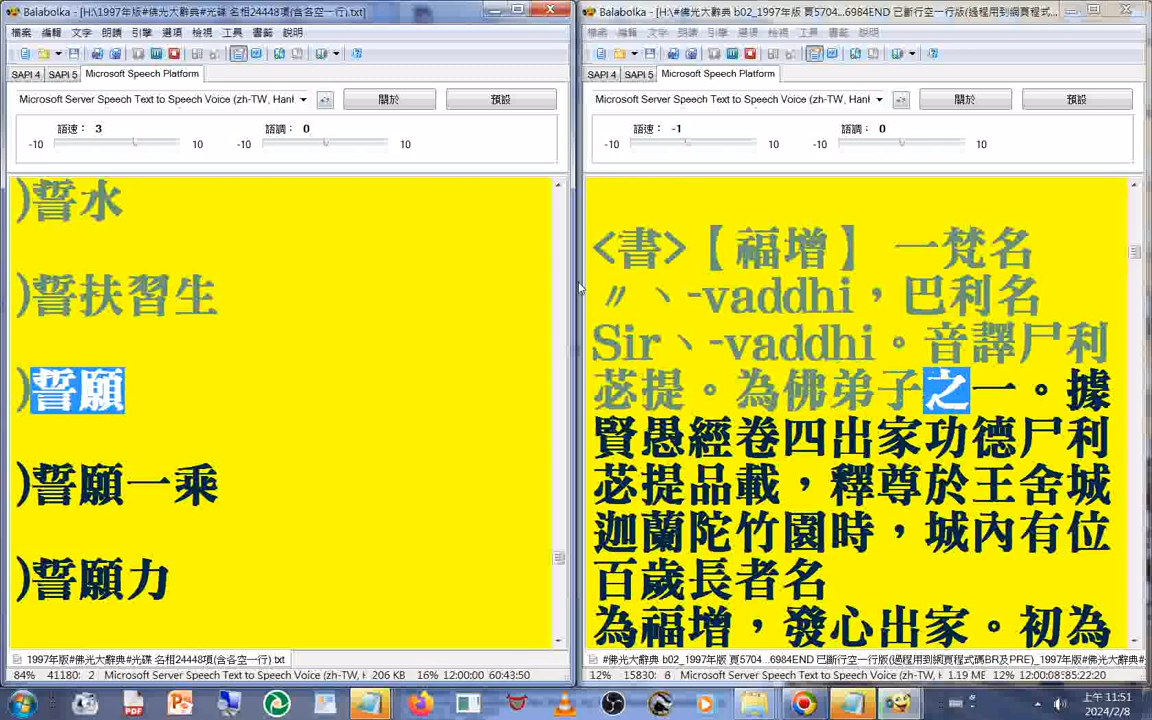 Balabolka - [H:\1997年版#佛光大辭典#光碟 名相24448項(含各空一行).txt]
檔案 編輯 文字 朗讀 引擎 選項 檢視 工具 書籤 說明
SAPI 4 SAPI 5 Microsoft Speech Platform
Microsoft Server Speech Text to Speech Voice (zh-TW, Hanl
關於 預設
語速： 3 語調： 0
-10 10 -10 10
)誓水
)誓扶習生
)誓願
)誓願一乘
)誓願力
1997年版#佛光大辭典#光碟 名相24448項(含各空一行).txt
84% 41180: 2 Microsoft Server Speech Text to Speech Voice (zh-TW, H 206 KB 16% 12:00:00 60:43:50
Balabolka - [H:\#佛光大辭典 b02_1997年版 頁5704...6984END 已斷行空一行版(過程用到網頁程式...
檔案 編輯 文字 朗讀 引擎 選項 檢視 工具 書籤 說明
SAPI 4 SAPI 5 Microsoft Speech Platform
Microsoft Server Speech Text to Speech Voice (zh-TW, Hanl
關於 預設
語速： -1 語調： 0
-10 10 -10 10
<書>【福增】 一梵名
〃ヽ-vaddhi，巴利名
Sirヽ-vaddhi。音譯尸利
苾提。為佛弟子之一。據
賢愚經卷四出家功德尸利
苾提品載，釋尊於王舍城
迦蘭陀竹園時，城內有位
百歲長者名
為福增，發心出家。初為
#佛光大辭典 b02_1997年版 頁5704...6984END 已斷行空一行版(過程用到網頁程式碼BR及PRE)_1997年版#佛光大辭典#
12% 15830: 6 Microsoft Server Speech Text to Speech Voice (zh-TW, H 1.19 ME 12% 12:00:08:85:22:20
上午 11:51
2024/2/8